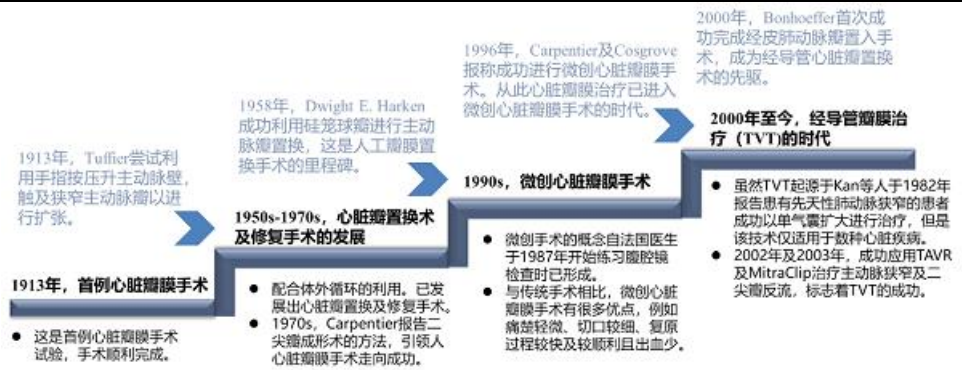 1913年，Tuffier尝试利
用手指按压升主动脉壁，
触及狭窄主动脉瓣以进
行扩张。
1913年，首例心脏瓣膜手术
● 这是首例心脏瓣膜手术
试验，手术顺利完成。
1958年，Dwight E. Harken
成功利用硅笼球瓣进行主动
脉瓣置换，这是人工瓣膜置
换手术的里程碑。
1950s-1970s，心脏瓣置换术
及修复手术的发展
● 配合体外循环的利用。已发
展出心脏瓣置换及修复手术。
● 1970s，Carpentier报告二
尖瓣成形术的方法，引领人
心脏瓣膜手术走向成功。
1996年，Carpentier及Cosgrove
报称成功进行微创心脏瓣膜手
术。从此心脏瓣膜治疗已进入
微创心脏瓣膜手术的时代。
1990s，微创心脏瓣膜手术
● 微创手术的概念自法国医生
于1987年开始练习腹腔镜
检查时已形成。
● 与传统手术相比，微创心脏
瓣膜手术有很多优点，例如
痛楚轻微、切口较细、复原
过程较快及较顺利且出血少。
2000年，Bonhoeffer首次成
功完成经皮肺动脉瓣置入手
术，成为经导管心脏瓣置换
术的先驱。
2000年至今，经导管瓣膜治
疗（TVT)的时代
● 虽然TVT起源于Kan等人于1982年
报告患有先天性肺动脉狭窄的患者
成功以单气囊扩大进行治疗，但是
该技术仅适用于数种心脏疾病。
● 2002年及2003年，成功应用TAVR
及MitraClip治疗主动脉狭窄及二
尖瓣反流，标志着TVT的成功。